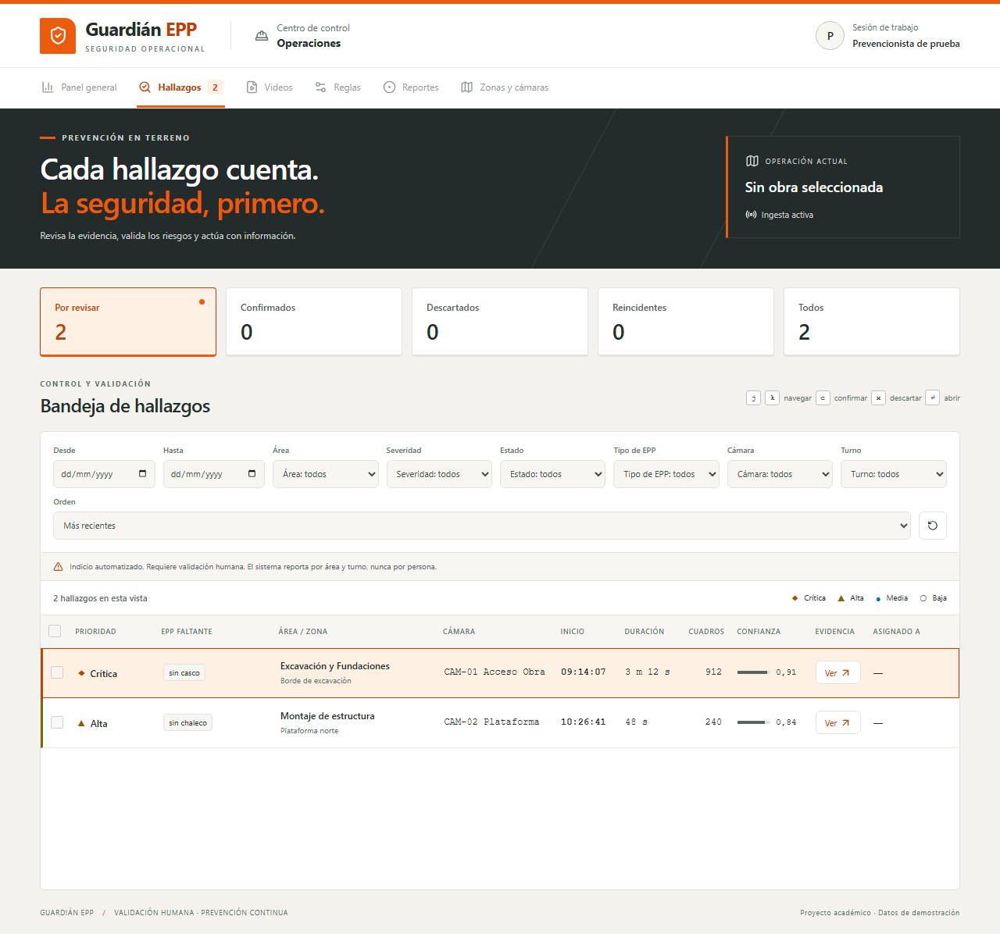 Guardián EPP
SEGURIDAD OPERACIONAL
Centro de control
Operaciones
P
Sesión de trabajo
Prevencionista de prueba
Panel general
Hallazgos 2
Videos
Reglas
Reportes
Zonas y cámaras
PREVENCIÓN EN TERRENO
Cada hallazgo cuenta.
La seguridad, primero.
Revisa la evidencia, valida los riesgos y actúa con información.
OPERACIÓN ACTUAL
Sin obra seleccionada
Ingesta activa
Por revisar
2
Confirmados
0
Descartados
0
Reincidentes
0
Todos
2
CONTROL Y VALIDACIÓN
Bandeja de hallazgos
j k navegar c confirmar x descartar ↵ abrir
Desde Hasta Área Severidad Estado Tipo de EPP Cámara Turno
dd/mm/yyyy dd/mm/yyyy Área: todos Severidad: todos Estado: todos Tipo de EPP: todos Cámara: todos Turno: todos
Orden
Más recientes
Indicio automatizado. Requiere validación humana. El sistema reporta por área y turno, nunca por persona.
2 hallazgos en esta vista
Crítica Alta Media Baja
PRIORIDAD EPP FALTANTE ÁREA / ZONA CÁMARA INICIO DURACIÓN CUADROS CONFIANZA EVIDENCIA ASIGNADO A
Crítica sin casco Excavación y Fundaciones CAM-01 Acceso Obra 09:14:07 3 m 12 s 912 0,91 Ver —
Borde de excavación
Alta sin chaleco Montaje de estructura CAM-02 Plataforma 10:26:41 48 s 240 0,84 Ver —
Plataforma norte
GUARDIÁN EPP / VALIDACIÓN HUMANA · PREVENCIÓN CONTINUA
Proyecto académico · Datos de demostración